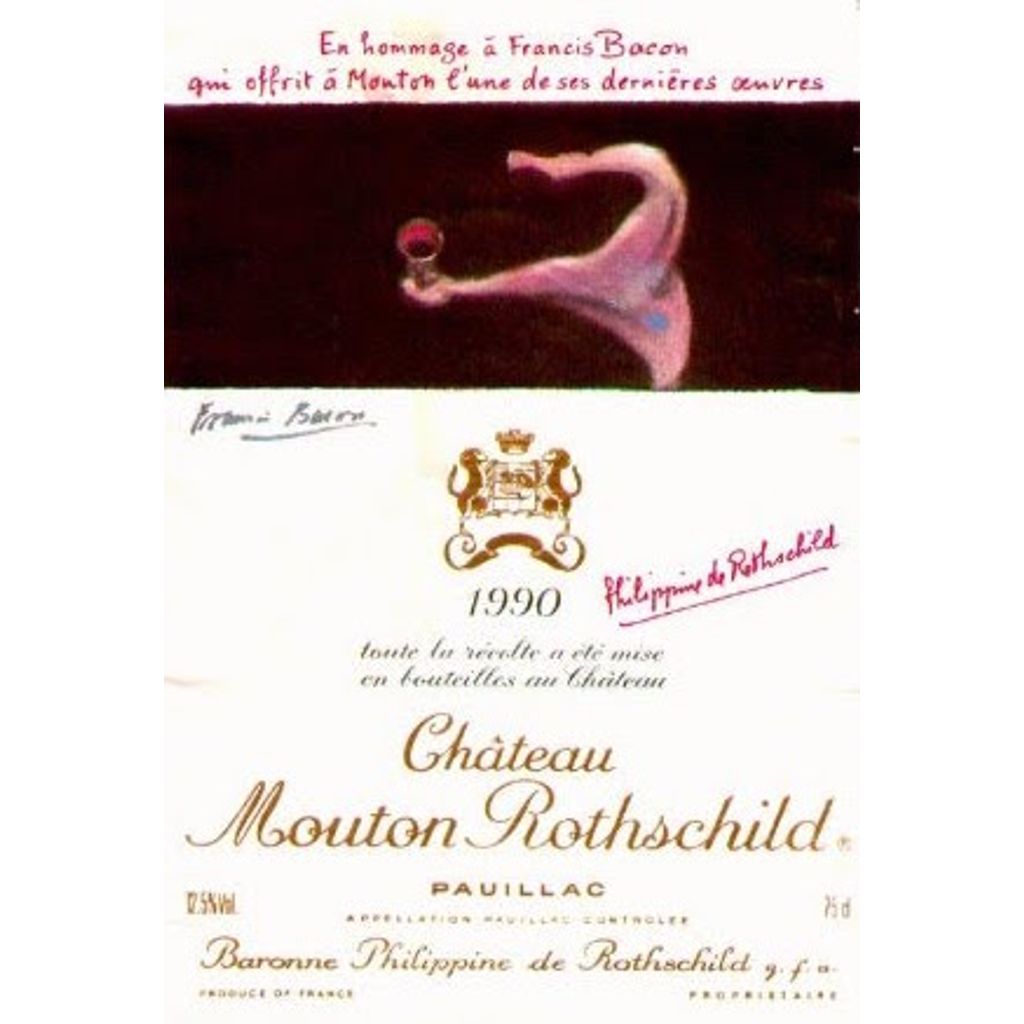 En hommage à Francis Bacon
qui offrit à Mouton l'une de ses dernières œuvres
Francis Bacon
1990
Philippine de Rothschild
toute la récolte a été mise
en bouteilles au Château
Château
Mouton Rothschild
PAUILLAC
12.5% Vol.
75 cl
APPELLATION PAUILLAC CONTROLÉE
Baronne Philippine de Rothschild g.f.a.
PRODUCE OF FRANCE
PROPRIETAIRE